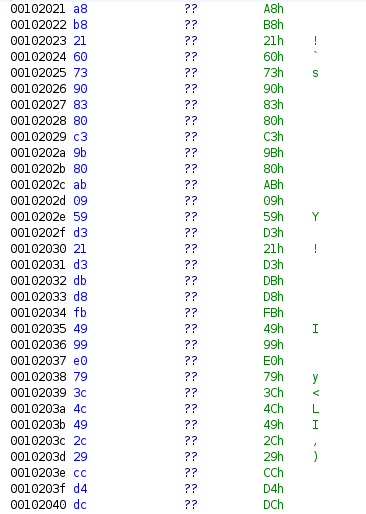 00102021 a8 ?? A8h
00102022 b8 ?? B8h
00102023 21 ?? 21h !
00102024 60 ?? 60h `
00102025 73 ?? 73h s
00102026 90 ?? 90h
00102027 83 ?? 83h
00102028 80 ?? 80h
00102029 c3 ?? C3h
0010202a 9b ?? 9Bh
0010202b 80 ?? 80h
0010202c ab ?? ABh
0010202d 09 ?? 09h
0010202e 59 ?? 59h Y
0010202f d3 ?? D3h
00102030 21 ?? 21h !
00102031 d3 ?? D3h
00102032 db ?? DBh
00102033 d8 ?? D8h
00102034 fb ?? FBh
00102035 49 ?? 49h I
00102036 99 ?? 99h
00102037 e0 ?? E0h
00102038 79 ?? 79h y
00102039 3c ?? 3Ch <
0010203a 4c ?? 4Ch L
0010203b 49 ?? 49h I
0010203c 2c ?? 2Ch ,
0010203d 29 ?? 29h )
0010203e cc ?? CCh
0010203f d4 ?? D4h
00102040 dc ?? DCh